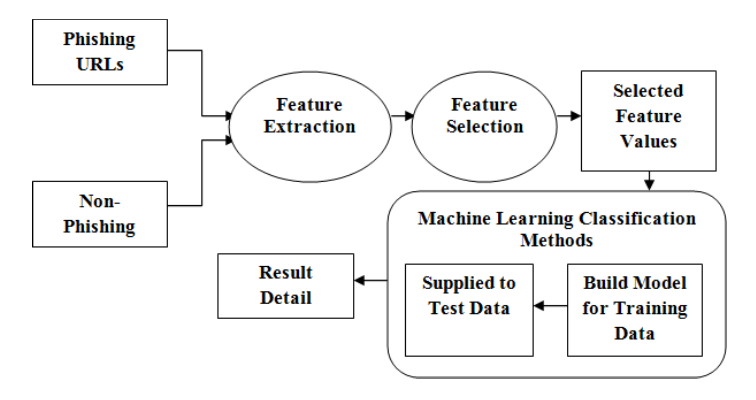 Phishing
URLs
Non-
Phishing
Feature
Extraction
Feature
Selection
Selected
Feature
Values
Machine Learning Classification
Methods
Build Model
for Training
Data
Supplied to
Test Data
Result
Detail